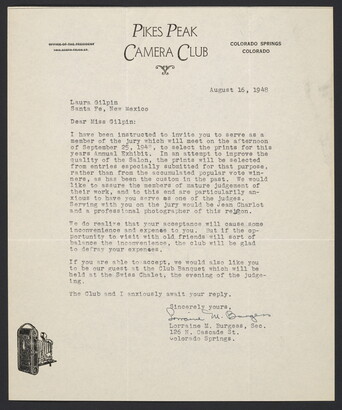 PIKES PEAK
CAMERA CLUB
OFFICE OF THE PRESIDENT
COLORADO SPRINGS
COLORADO
August 16, 1948
Laura Gilpin
Santa Fe, New Mexico
Dear Miss Gilpin:
I have been instructed to invite you to serve as a
member of the jury which will meet on the afternoon
of September 25, 1948, to select the prints for this
years Annual Exhibit. In an attempt to improve the
quality of the Salon, the prints will be selected
from entries especially submitted for that purpose,
rather than from the accumulated popular vote win-
ners, as has been the custom in the past. We would
like to assure the members of nature judgement of
their work, and to this end are particularly an-
xious to have you serve as one of the judges.
Serving with you on the jury would be Jean Charlot
and a professional photographer of this region.
We do realize that your acceptance will cause some
inconvenience and expense to you. But if the op-
portunity to visit with old friends will sort of
balance the inconvenience, the club will be glad
to defray your expenses.
If you are able to accept, we would also like you
to be our guest at the Club Banquet which will be
held at the Swiss Chalet, the evening of the judge-
ing.
The Club and I anxiously await your reply.
Sincerely yours,
Lorraine M. Burgess
Lorraine M. Burgess, Sec.
126 N. Cascade St.
Colorado Springs.